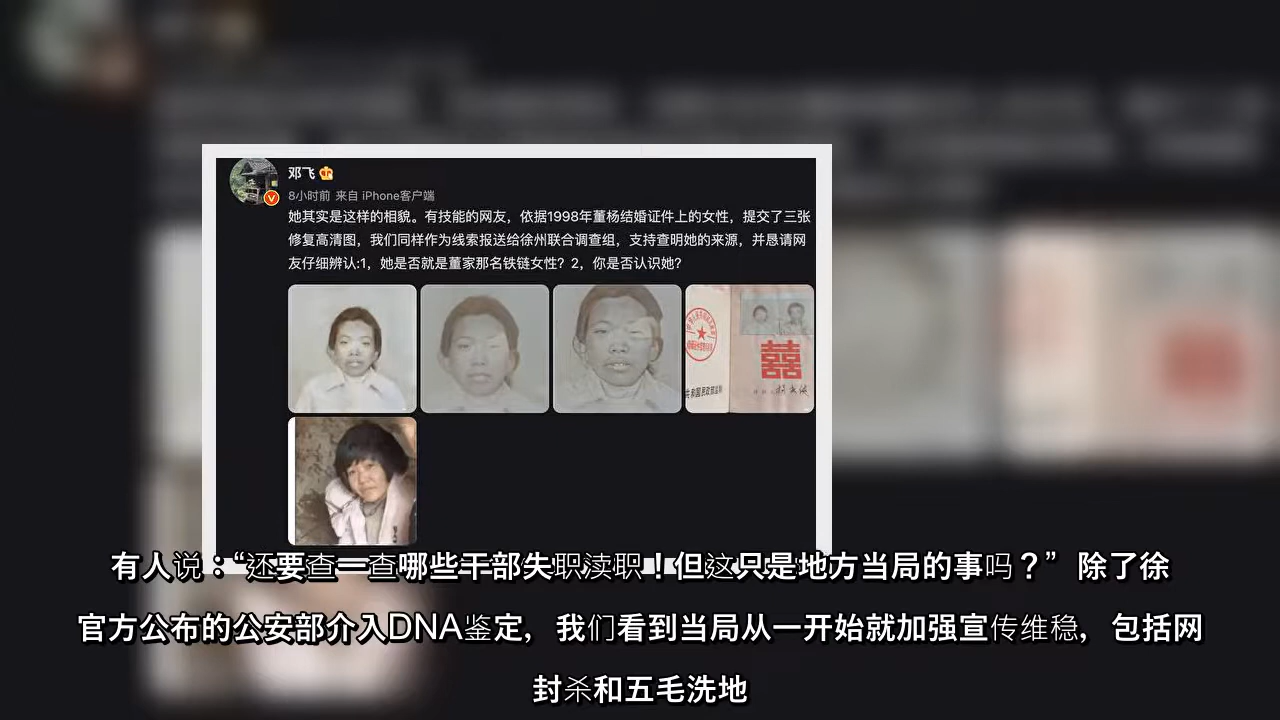 邓飞
8小时前 来自 iPhone客户端
她其实是这样的相貌。有技能的网友，依据1998年董杨结婚证件上的女性，提交了三张
修复高清图，我们同样作为线索报送给徐州联合调查组，支持查明她的来源，并恳请网
友仔细辨认:1，她是否就是董家那名铁链女性？2，你是否认识她？
囍
共和国民政部监制
有人说：“还要查一查哪些干部失职渎职！但这只是地方当局的事吗？” 除了徐
官方公布的公安部介入DNA鉴定，我们看到当局从一开始就加强宣传维稳，包括网
封杀和五毛洗地